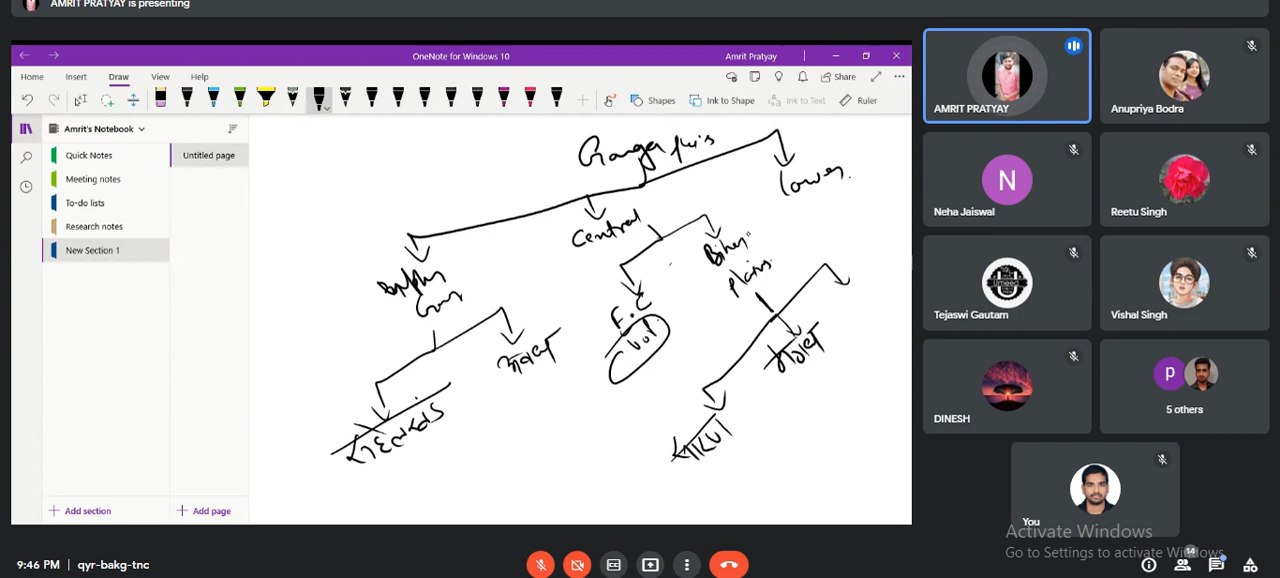 AMRIT PRATYAY is presenting
OneNote for Windows 10
Amrit Pratyay
Home Insert Draw View Help
Share
Shapes Ink to Shape Ink to Text Ruler
Amrit's Notebook
Quick Notes
Meeting notes
To-do lists
Research notes
New Section 1
Untitled page
Ganga
lower.
Central
Bihar
plains
अवध
+ Add section
+ Add page
AMRIT PRATYAY
Anupriya Bodra
N
Neha Jaiswal
Reetu Singh
Tejaswi Gautam
Vishal Singh
DINESH
P
5 others
You
Activate Windows
Go to Settings to activate Windows
9:46 PM | qyr-bakg-tnc
14